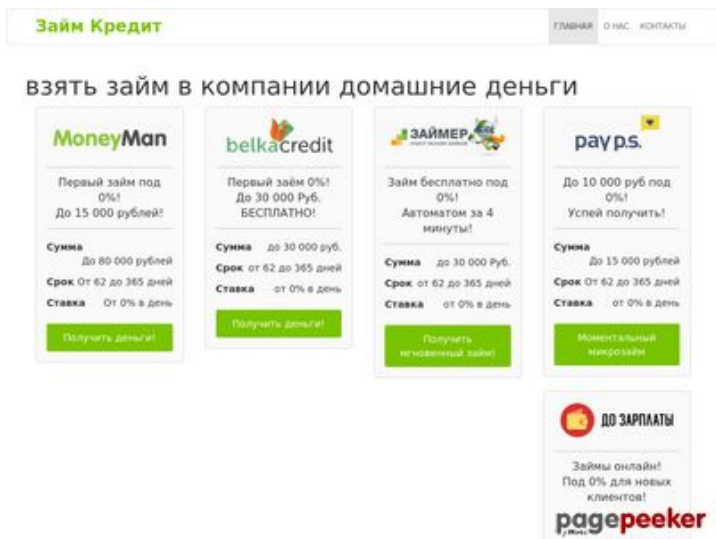 Займ Кредит
ГЛАВНАЯ О НАС. КОНТАКТЫ
взять займ в компании домашние деньги
MoneyMan
Первый займ под
0%!
До 15 000 рублей!
Сумма
До 80 000 рублей
Срок От 62 до 365 дней
Ставка От 0% в день
Получить деньги!
belkacredit
Первый заём 0%!
До 30 000 Руб.
БЕСПЛАТНО!
Сумма до 30 000 руб.
Срок от 62 до 365 дней
Ставка от 0% в день
Получить деньги!
ЗАЙМЕР
Займ бесплатно под
0%!
Автоматом за 4
минуты!
Сумма до 30 000 Руб.
Срок от 62 до 365 дней
Ставка от 0% в день
Получить
мгновенный займ!
pay p.s.
До 10 000 руб под
0%!
Успей получить!
Сумма
До 15 000 рублей
Срок От 62 до 365 дней
Ставка от 0% в день
Моментальный
микрозайм
ДО ЗАРПЛАТЫ
Займы онлайн!
Под 0% для новых
клиентов!
pagepeeker